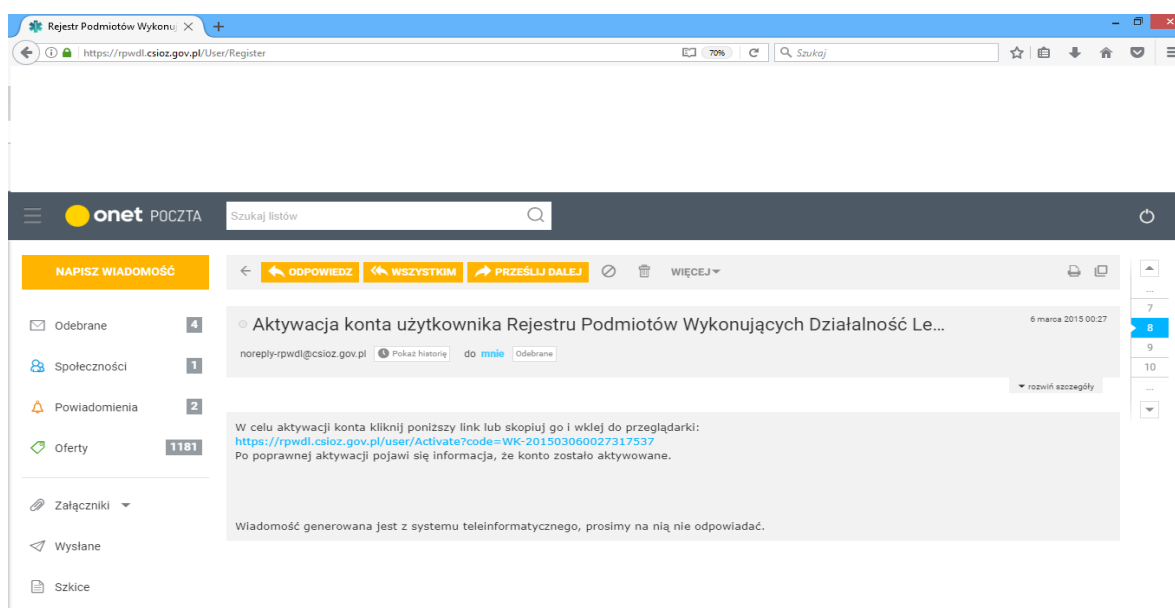 Rejestr Podmiotów Wykonuj
https://rpwdl.csioz.gov.pl/User/Register
70%
Szukaj
onet POCZTA
Szukaj listów
NAPISZ WIADOMOŚĆ
ODPOWIEDZ
WSZYSTKIM
PRZEŚLIJ DALEJ
WIĘCEJ
Odebrane 4
Społeczności 1
Powiadomienia 2
Oferty 1181
Załączniki
Wysłane
Szkice
Aktywacja konta użytkownika Rejestru Podmiotów Wykonujących Działalność Le...
6 marca 2015 00:27
noreply-rpwdl@csioz.gov.pl Pokaż historię do mnie Odebrane
rozwiń szczegóły
W celu aktywacji konta kliknij poniższy link lub skopiuj go i wklej do przeglądarki:
https://rpwdl.csioz.gov.pl/user/Activate?code=WK-201503060027317537
Po poprawnej aktywacji pojawi się informacja, że konto zostało aktywowane.
Wiadomość generowana jest z systemu teleinformatycznego, prosimy na nią nie odpowiadać.
...
7
8
9
10
...